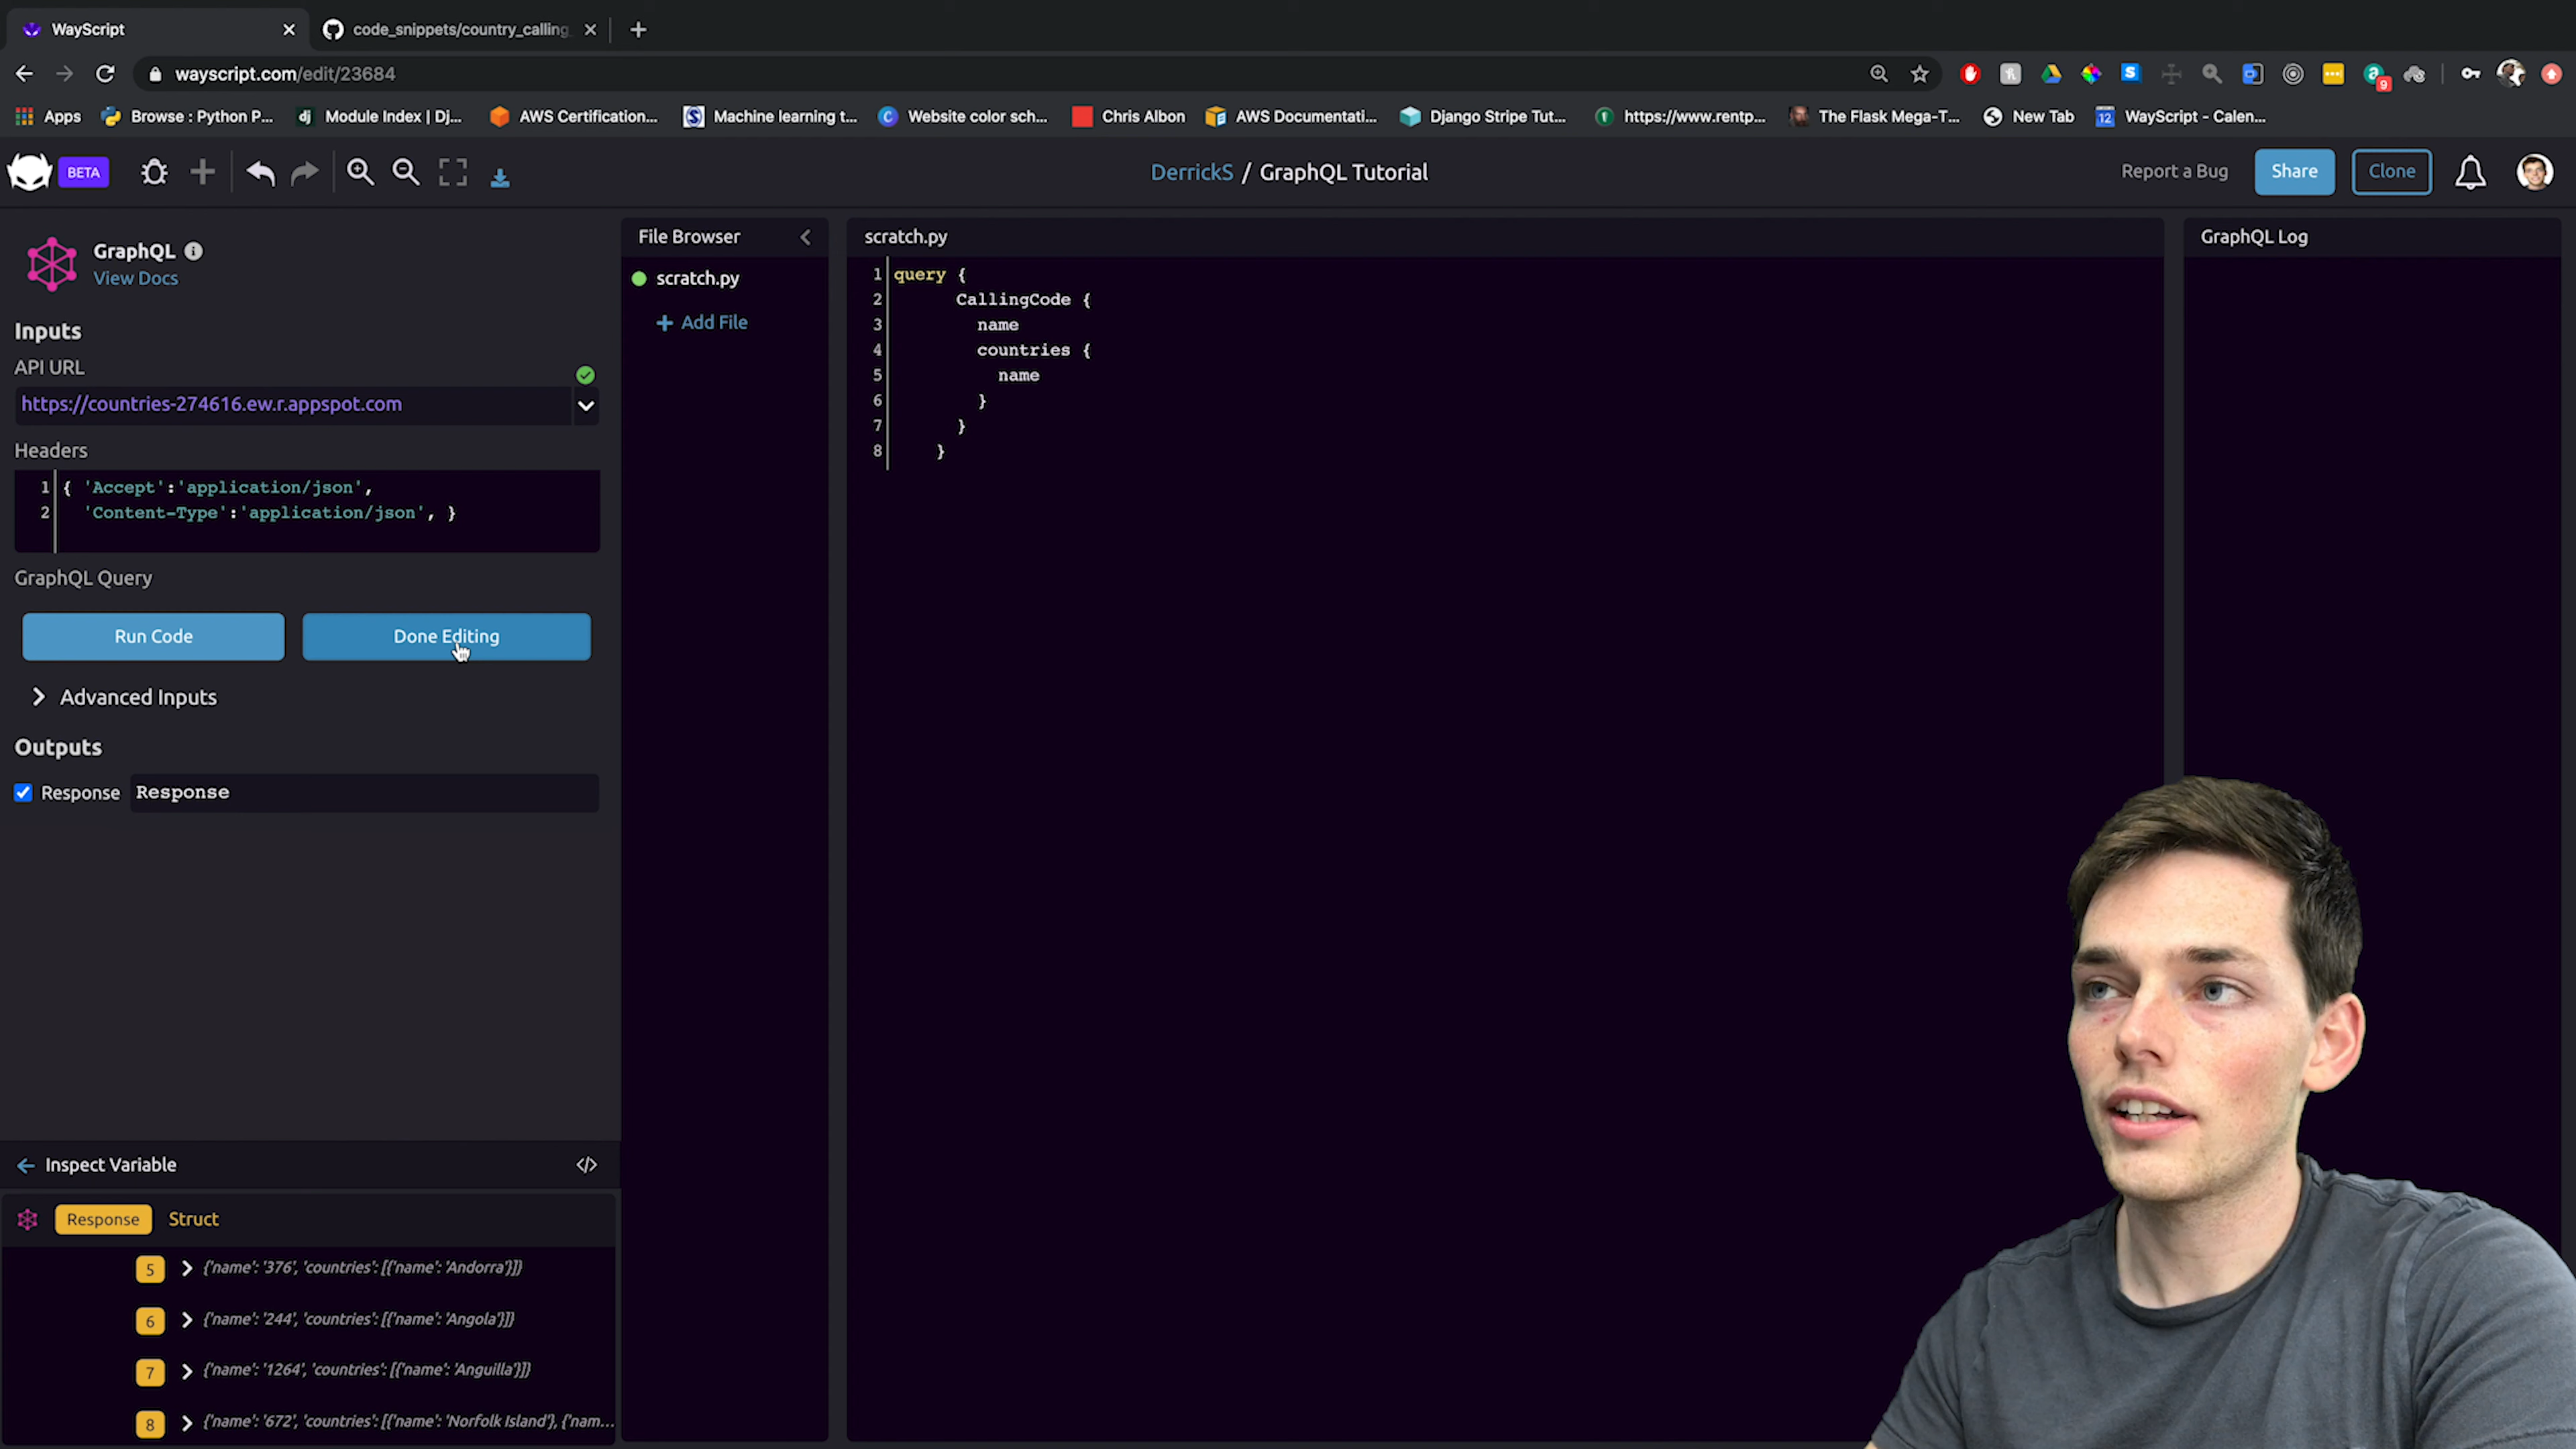 WayScript
code_snippets/country_calling_
wayscript.com/edit/23684
9
Apps
Browse : Python P...
dj Module Index | Dj...
AWS Certification...
Machine learning t...
Website color sch...
Chris Albon
AWS Documentati...
Django Stripe Tut...
https://www.rentp...
The Flask Mega-T...
New Tab
12 WayScript - Calen...
BETA
DerrickS / GraphQL Tutorial
Report a Bug
Share
Clone
GraphQL
View Docs
Inputs
API URL
https://countries-274616.ew.r.appspot.com
Headers
1 { 'Accept':'application/json',
2 'Content-Type':'application/json', }
GraphQL Query
Run Code
Done Editing
Advanced Inputs
Outputs
Response Response
Inspect Variable </>
Response Struct
5 {'name': '376', 'countries': [{'name': 'Andorra'}]}
6 {'name': '244', 'countries': [{'name': 'Angola'}]}
7 {'name': '1264', 'countries': [{'name': 'Anguilla'}]}
8 {'name': '672', 'countries': [{'name': 'Norfolk Island'}, {'nam...
File Browser
scratch.py
+ Add File
scratch.py
1 query {
2 CallingCode {
3 name
4 countries {
5 name
6 }
7 }
8 }
GraphQL Log